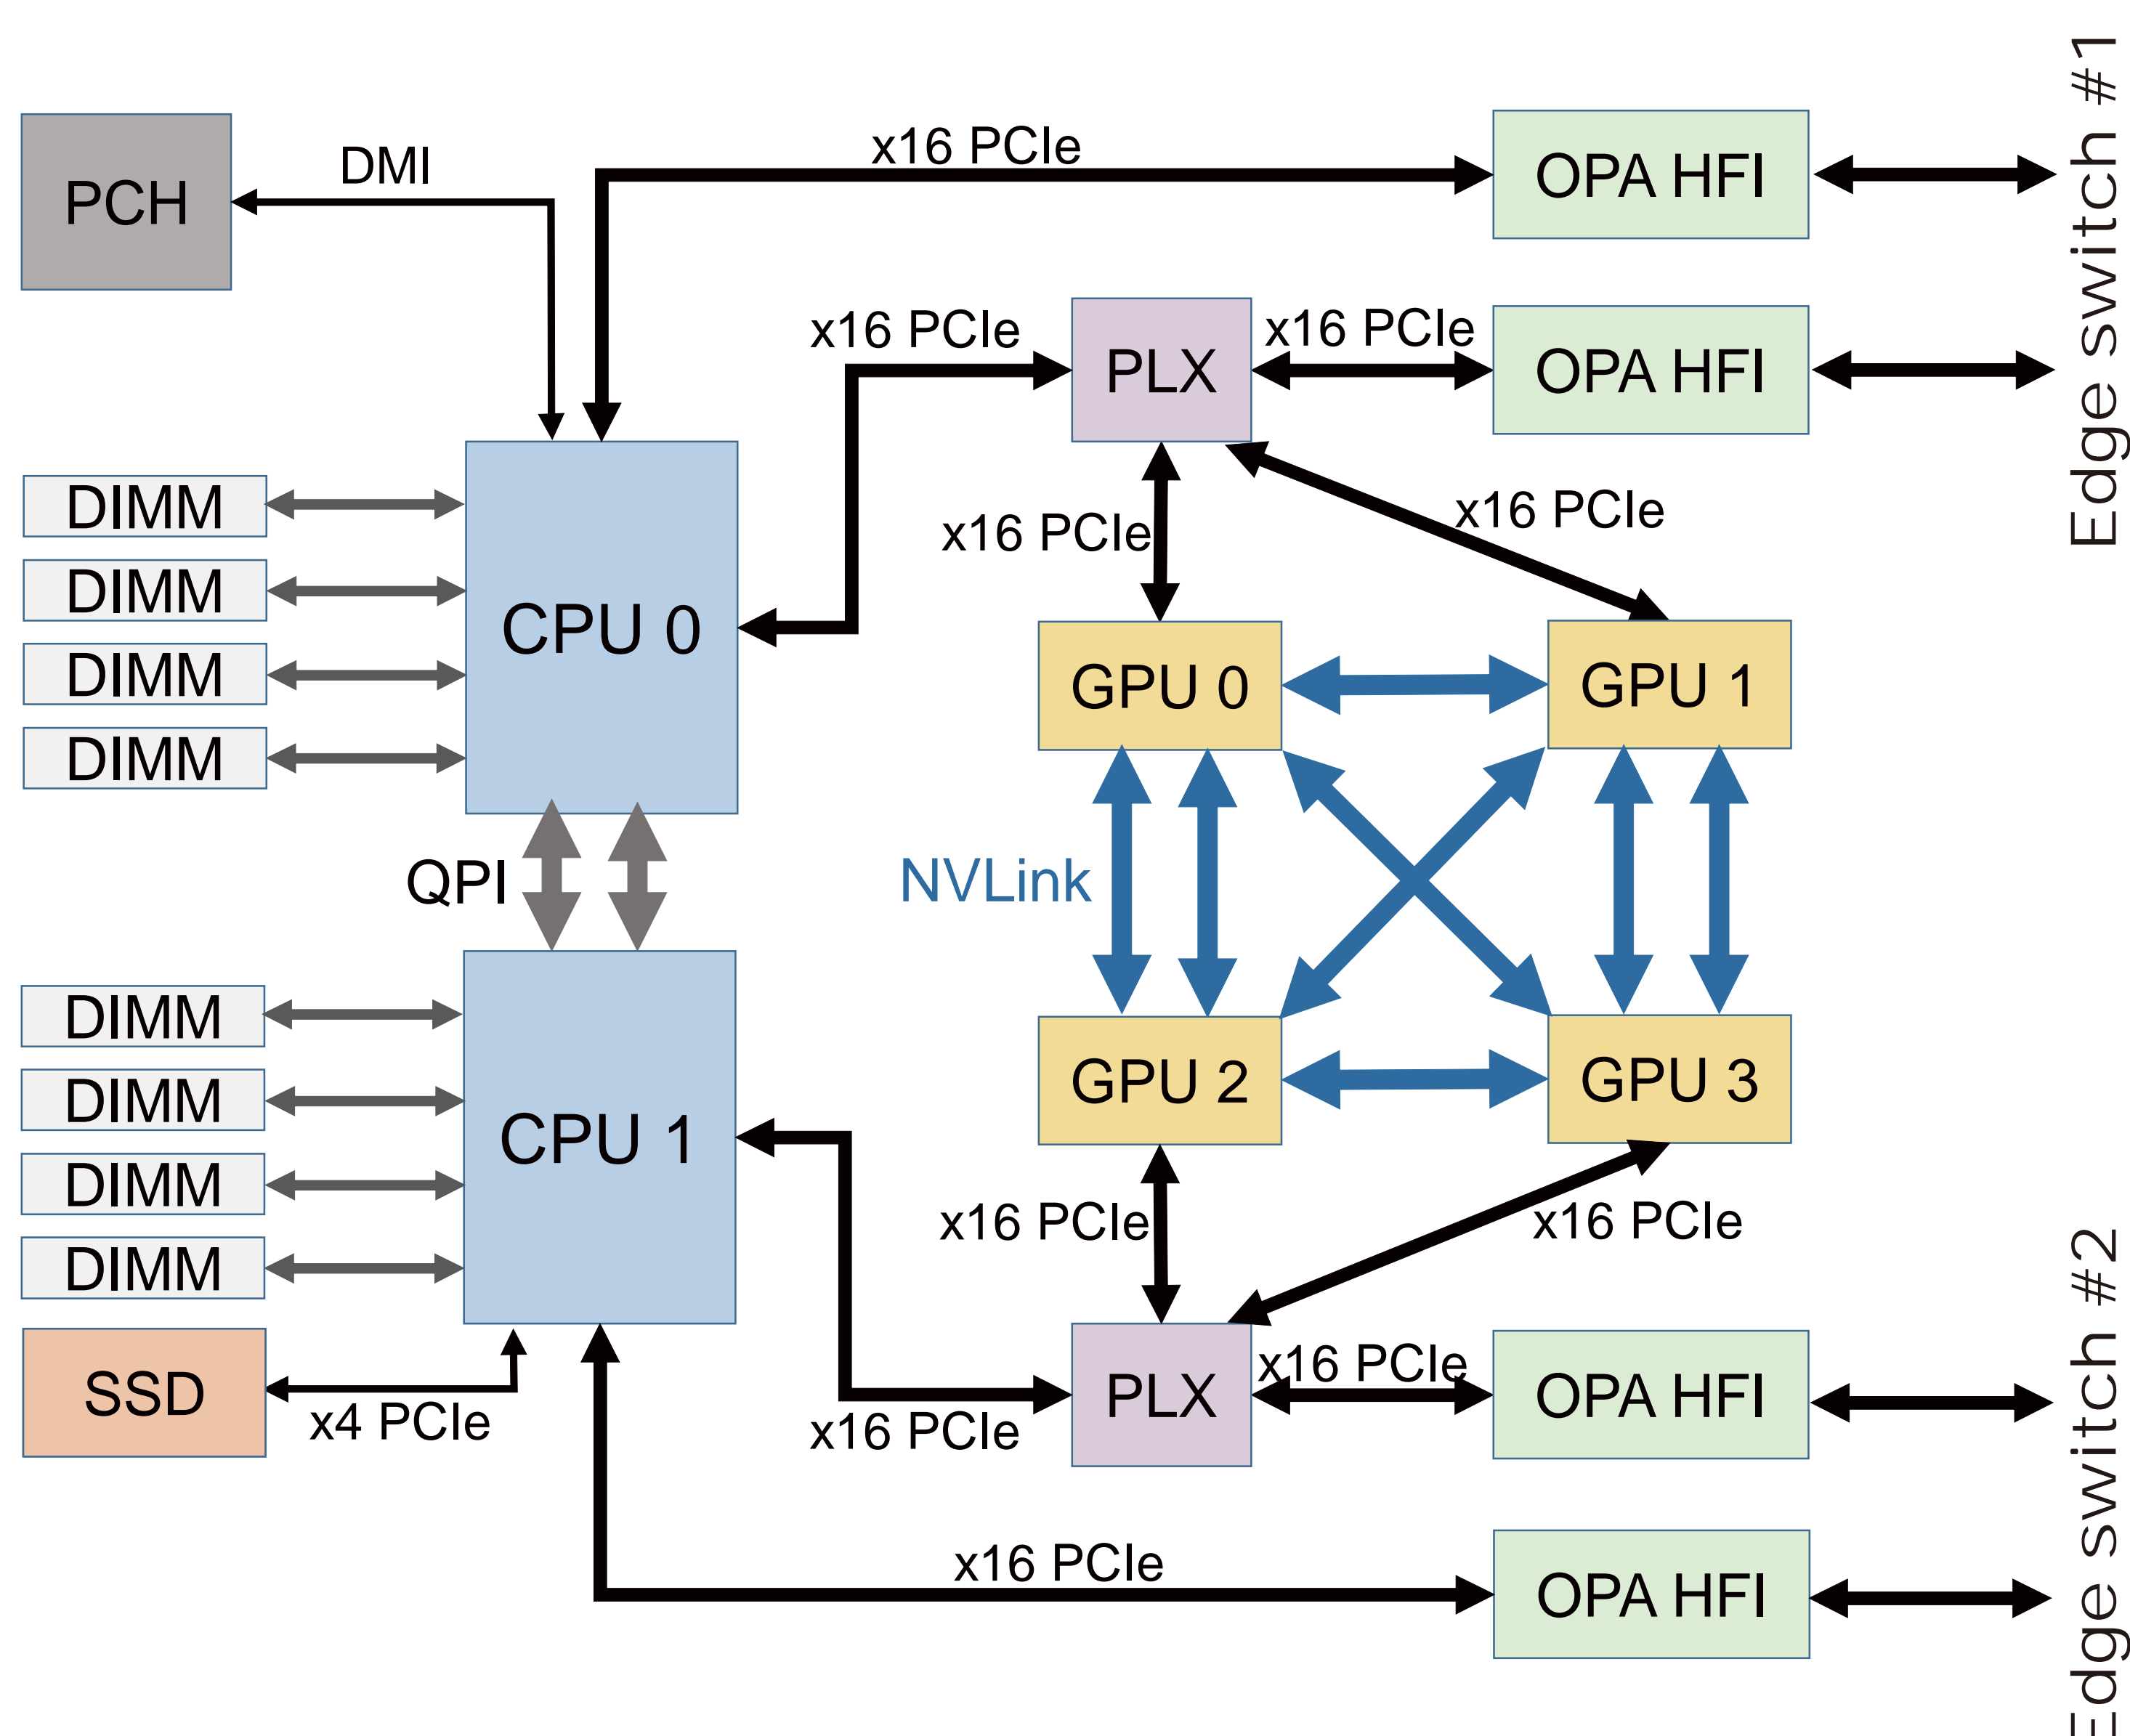 Edge switch #1
x16 PCIe
OPA HFI
DMI
PCH
x16 PCIe
PLX
x16 PCIe
OPA HFI
DIMM
x16 PCIe
x16 PCIe
DIMM
CPU 0
DIMM
GPU 0
GPU 1
DIMM
QPI
NVLink
DIMM
GPU 2
GPU 3
DIMM
CPU 1
DIMM
x16 PCIe
x16 PCIe
DIMM
SSD
x4 PCIe
x16 PCIe
PLX
x16 PCIe
OPA HFI
Edge switch #2
x16 PCIe
OPA HFI